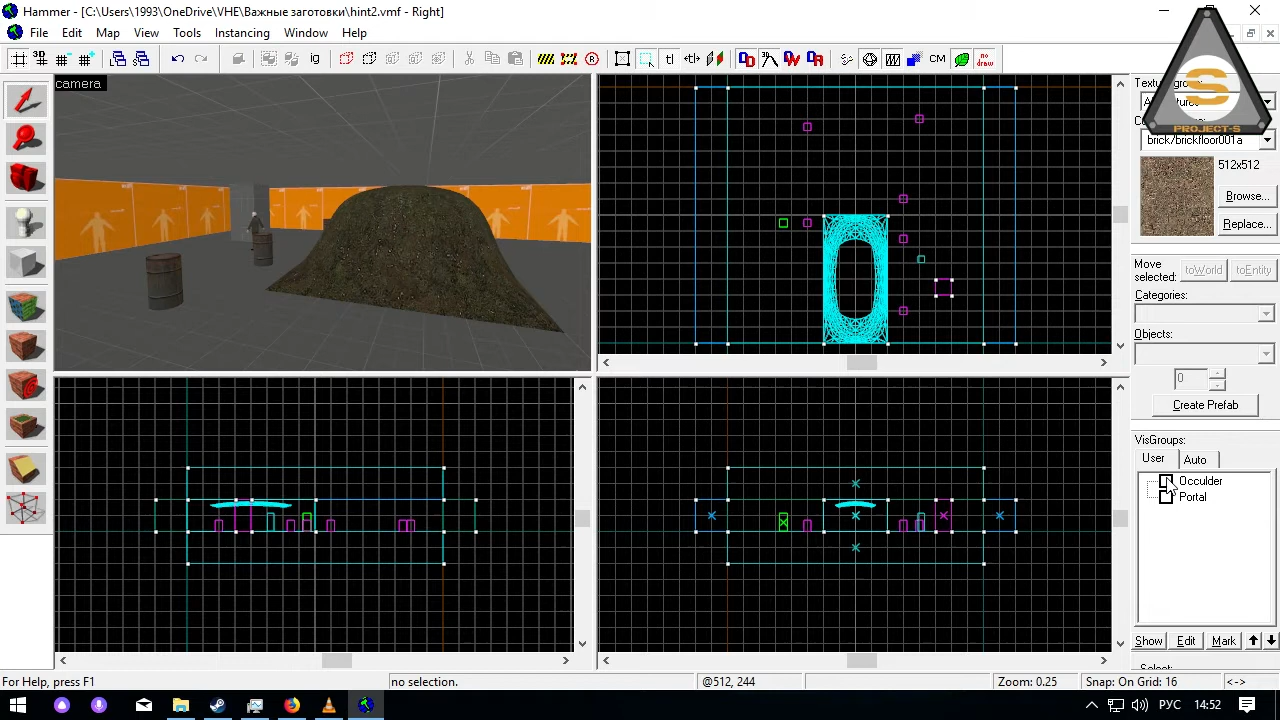 Hammer - [C:\Users\1993\OneDrive\VHE\Важные заготовки\hint2.vmf - Right]
File Edit Map View Tools Instancing Window Help
camera
S
PROJECT-S
brick/brickfloor001a
512x512
Browse...
Replace...
Move selected:
toWorld
toEntity
Categories:
Objects:
0
Create Prefab
VisGroups:
User
Auto
Occulder
Portal
Show
Edit
Mark
For Help, press F1
no selection.
@512, 244
Zoom: 0.25
Snap: On Grid: 16
<->
РУС
14:52